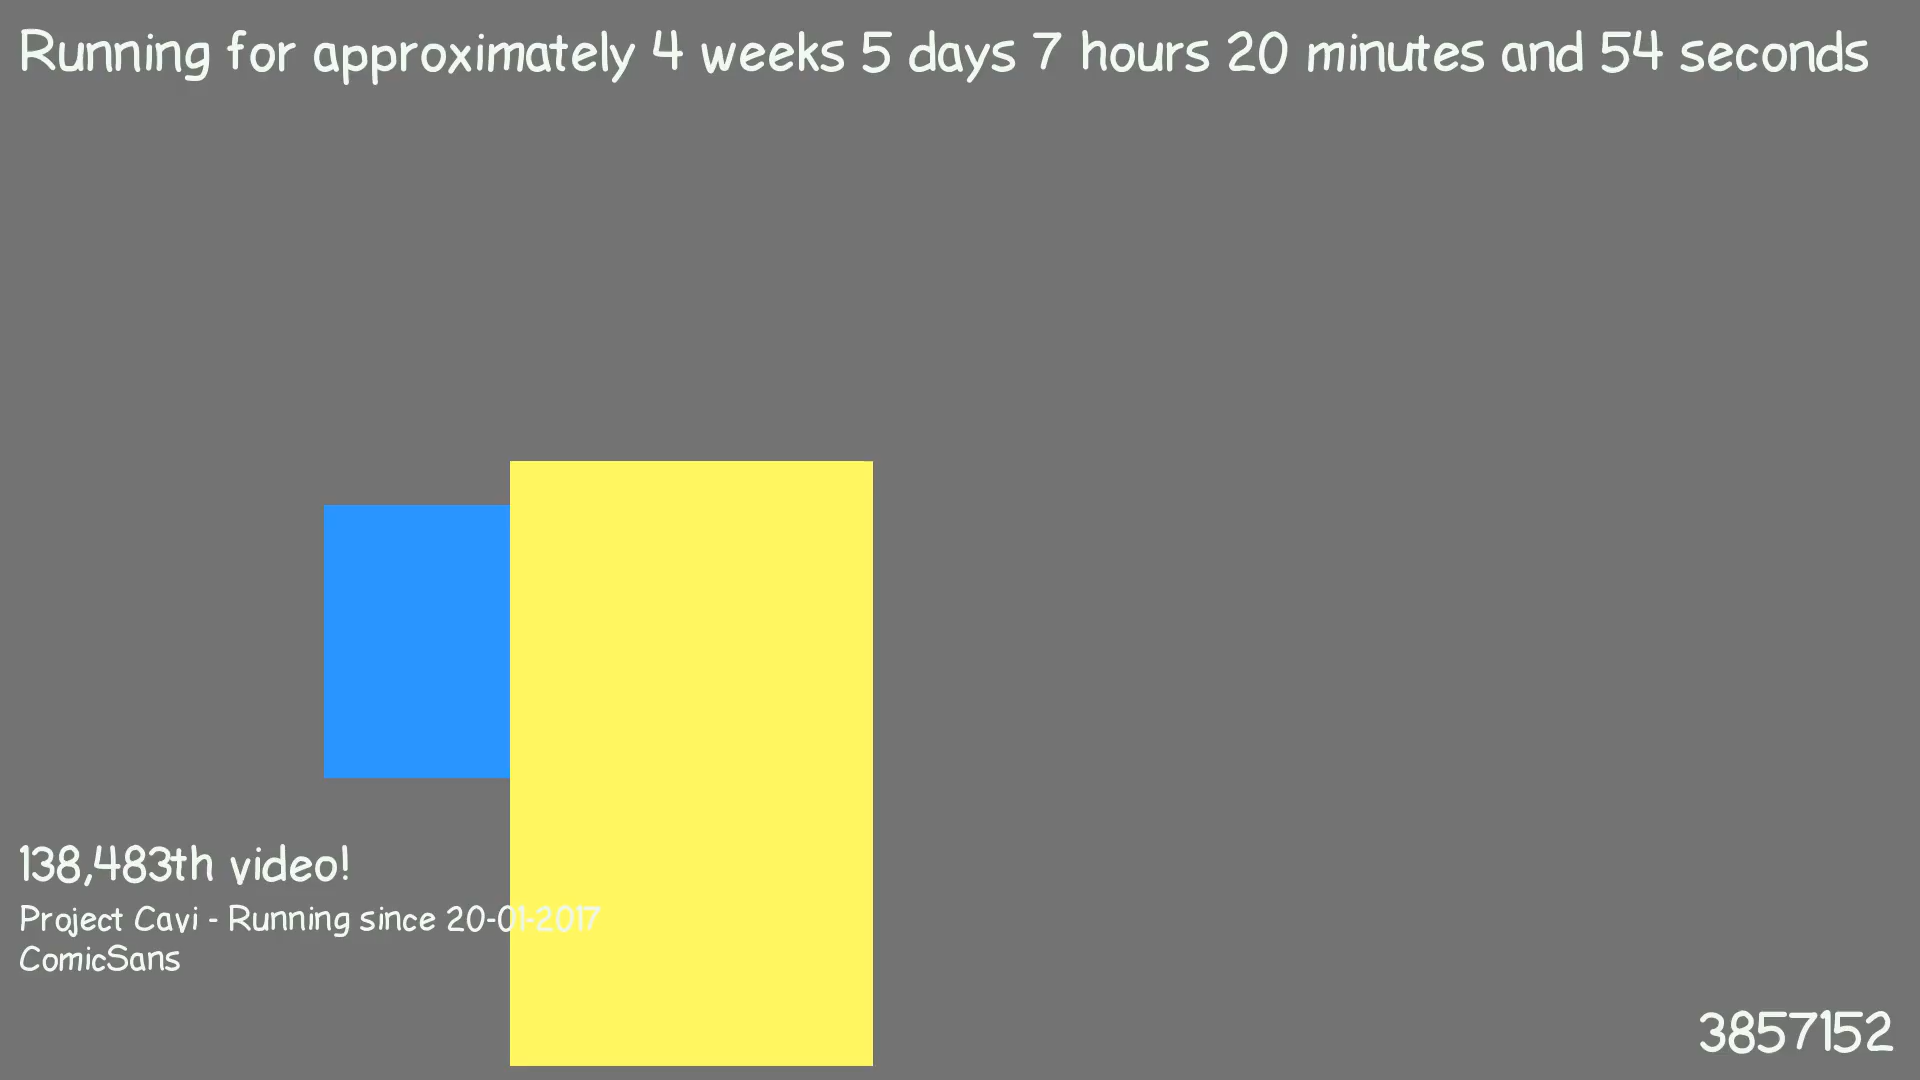 Running for approximately 4 weeks 5 days 7 hours 20 minutes and 54 seconds
138,483th video!
Project Cavi - Running since 20-01-2017
ComicSans
3857152